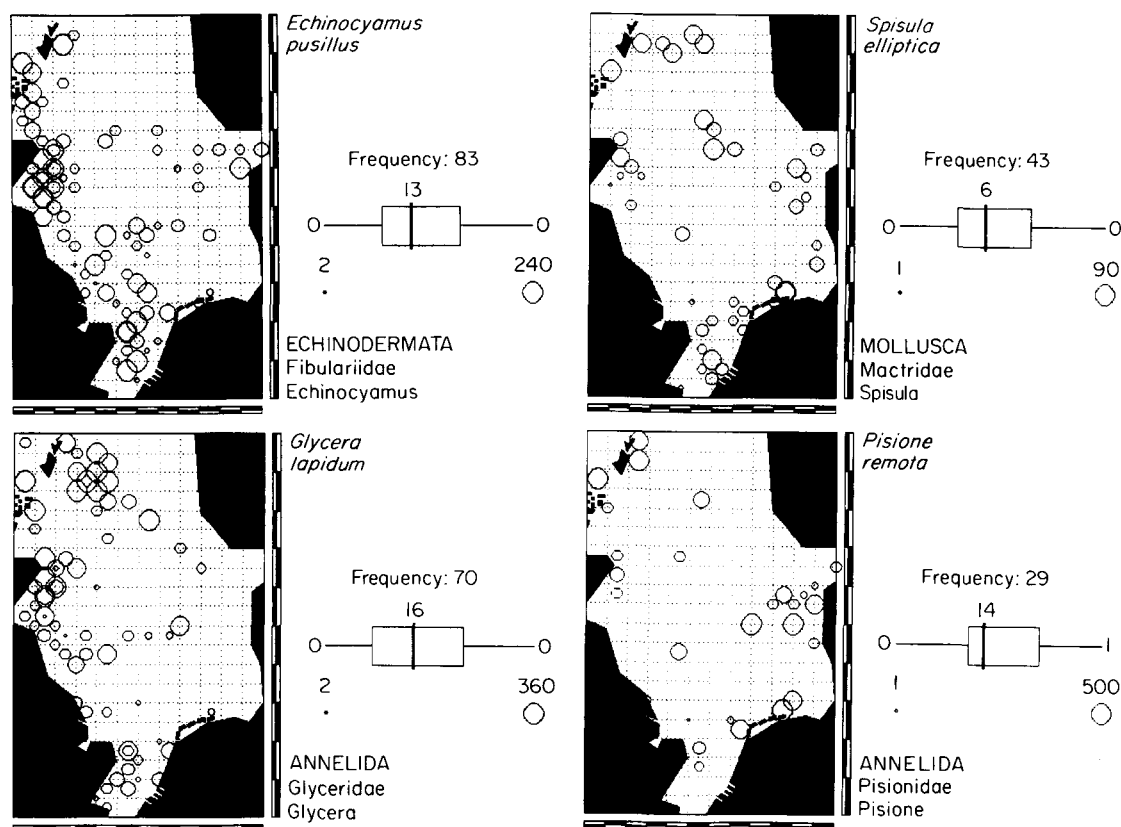 Echinocyamus
pusillus
Frequency: 83
13
0 0
2 240
ECHINODERMATA
Fibulariidae
Echinocyamus
Spisula
elliptica
Frequency: 43
6
0 0
1 90
MOLLUSCA
Mactridae
Spisula
Glycera
lapidum
Frequency: 70
16
0 0
2 360
ANNELIDA
Glyceridae
Glycera
Pisione
remota
Frequency: 29
14
0 1
1 500
ANNELIDA
Pisionidae
Pisione